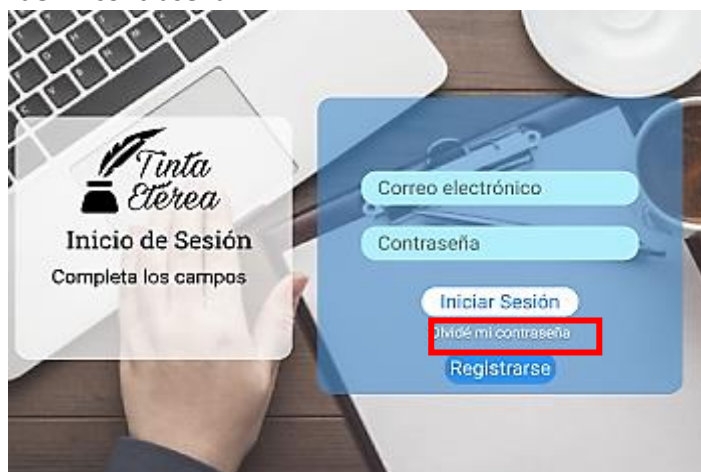 Tinta
Etérea
Inicio de Sesión
Completa los campos
Correo electrónico
Contraseña
Iniciar Sesión
Olvidé mi contraseña
Registrarse